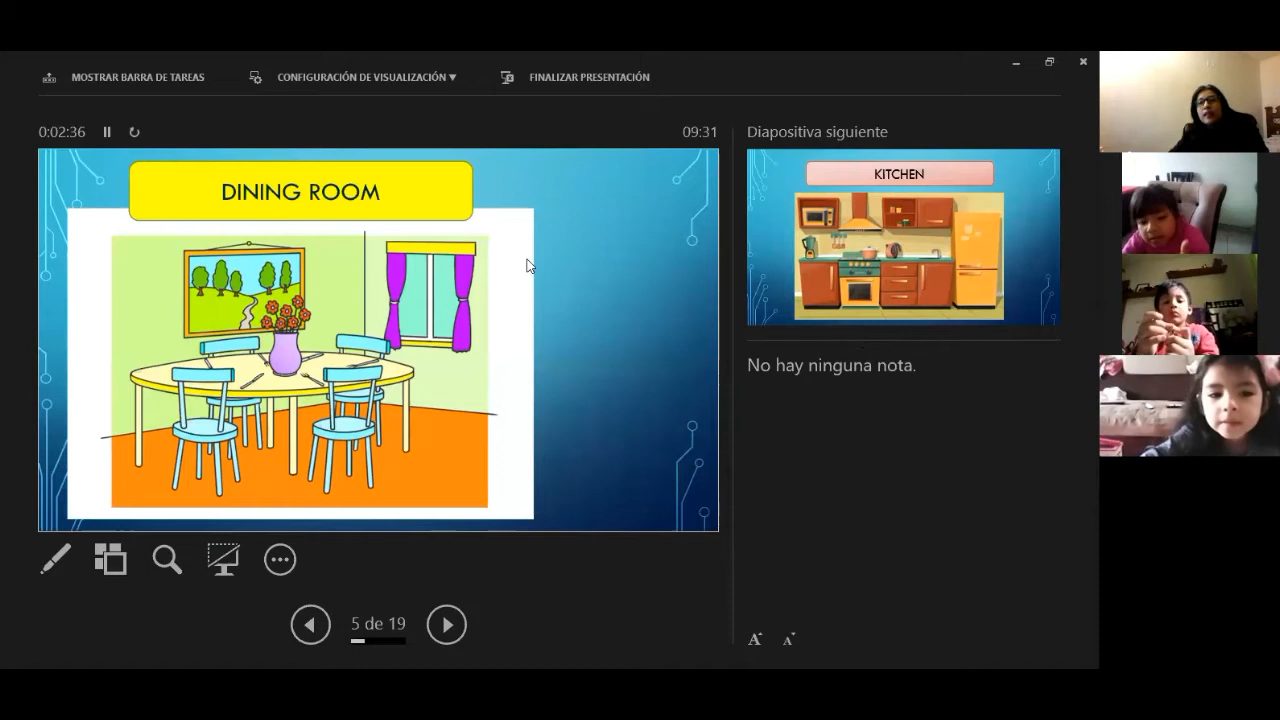 MOSTRAR BARRA DE TAREAS
CONFIGURACIÓN DE VISUALIZACIÓN ▼
FINALIZAR PRESENTACIÓN
0:02:36
09:31
Diapositiva siguiente
DINING ROOM
KITCHEN
No hay ninguna nota.
5 de 19
A A